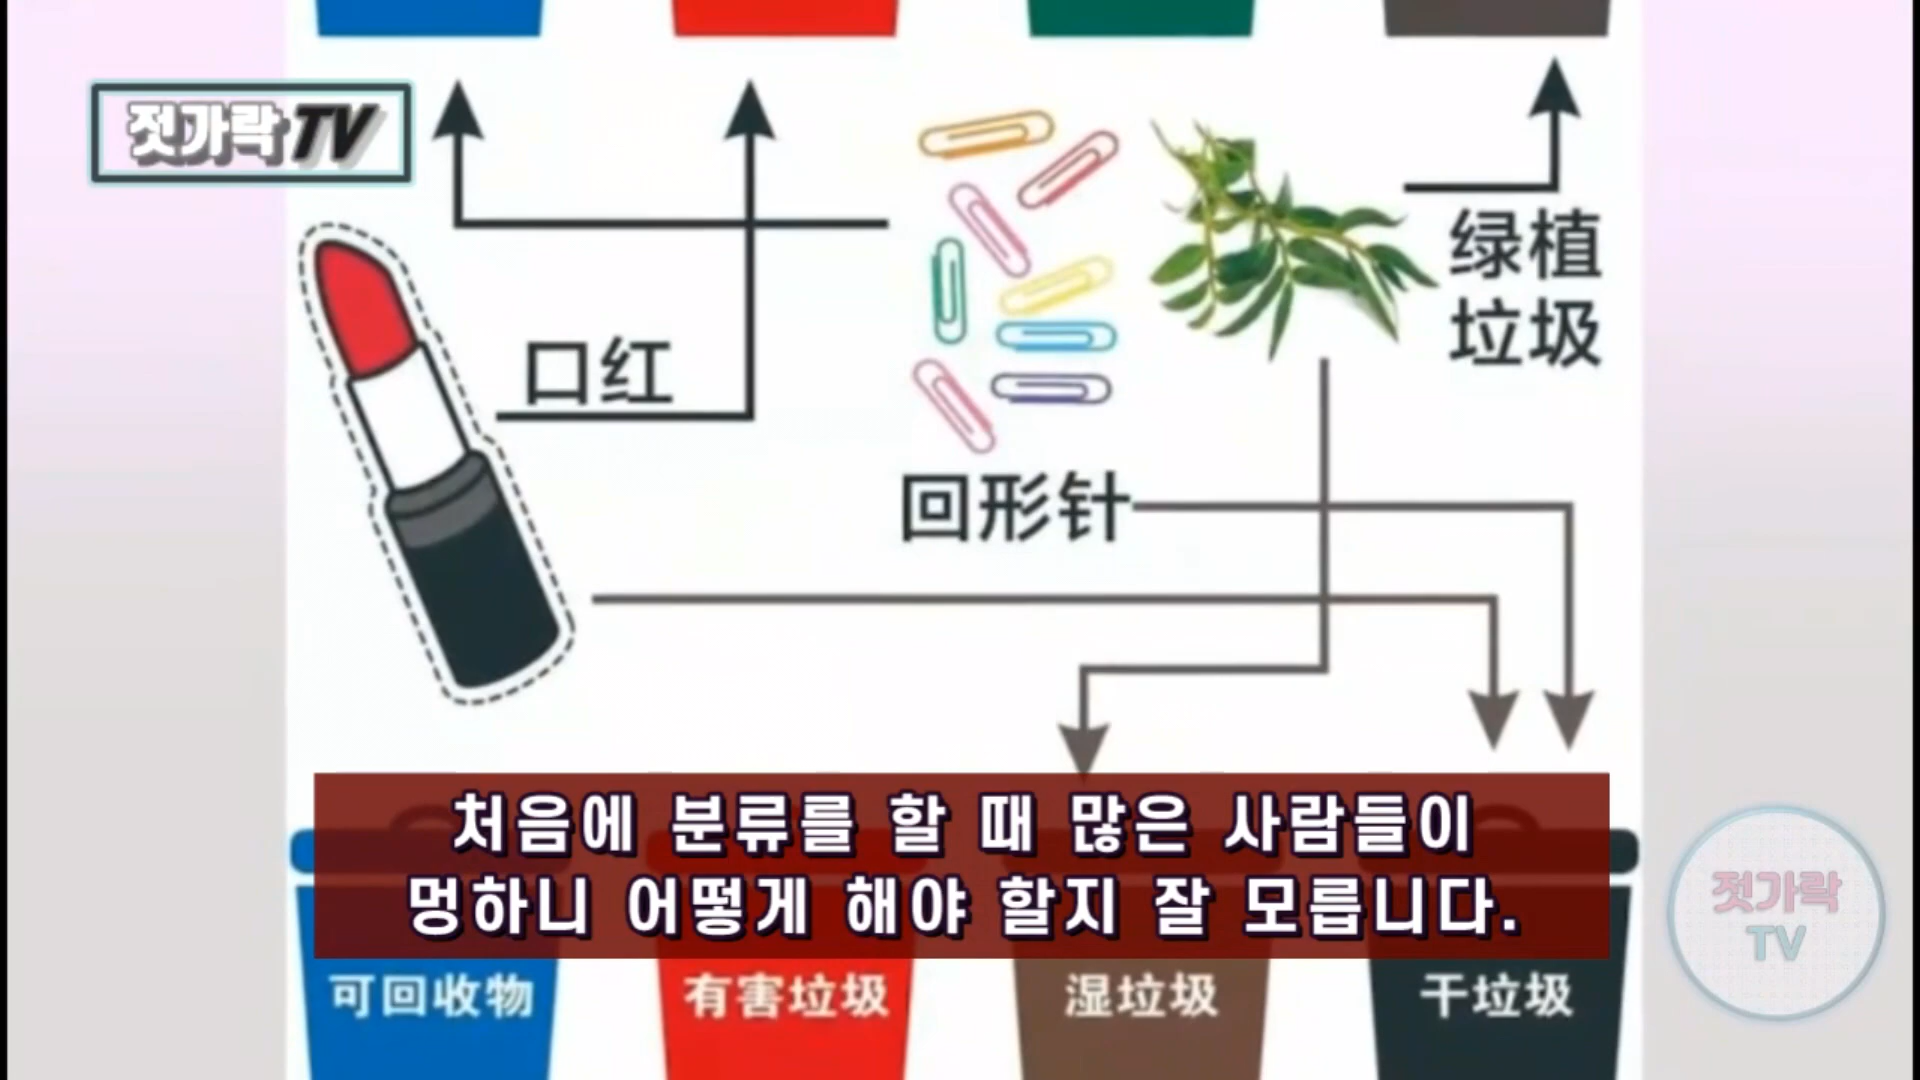 젓가락TV
绿植
垃圾
口红
回形针
처음에 분류를 할 때 많은 사람들이
멍하니 어떻게 해야 할지 잘 모릅니다.
젓가락
TV
可回收物
有害垃圾
湿垃圾
干垃圾